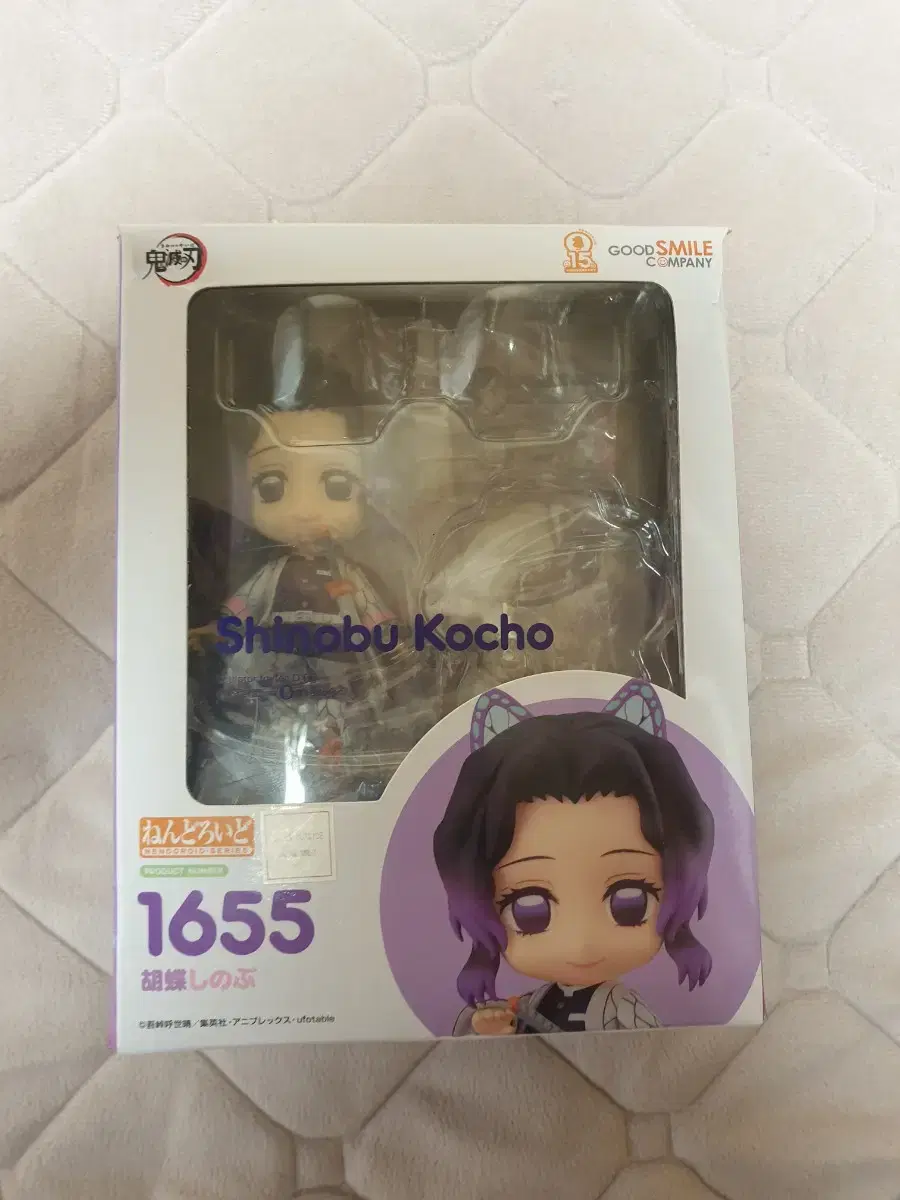 鬼滅の刃
15
GOOD SMILE
COMPANY
Shinobu Kocho
ねんどろいど
NENDOROID-SERIES
PRODUCT NUMBER
1655
胡蝶しのぶ
©吾峠呼世晴／集英社・アニプレックス・ufotable